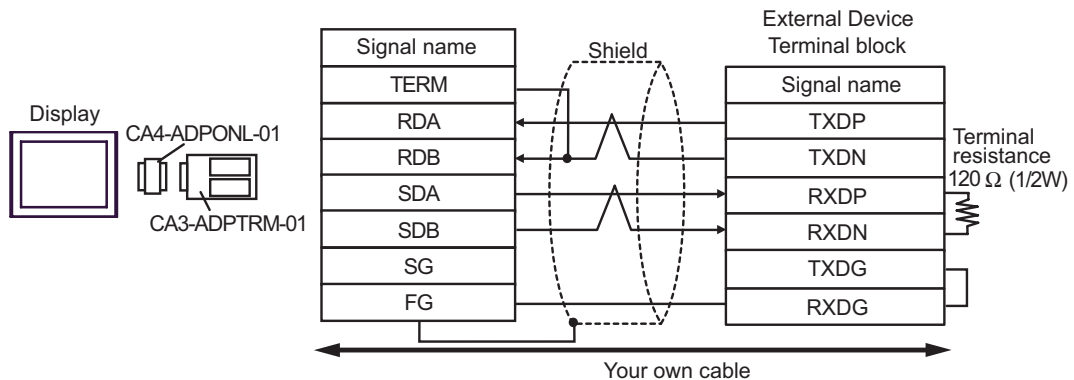 Display
CA4-ADPONL-01
CA3-ADPTRM-01
Signal name
TERM
RDA
RDB
SDA
SDB
SG
FG
Shield
External Device
Terminal block
Signal name
TXDP
TXDN
RXDP
RXDN
TXDG
RXDG
Terminal
resistance
120 Ω (1/2W)
Your own cable